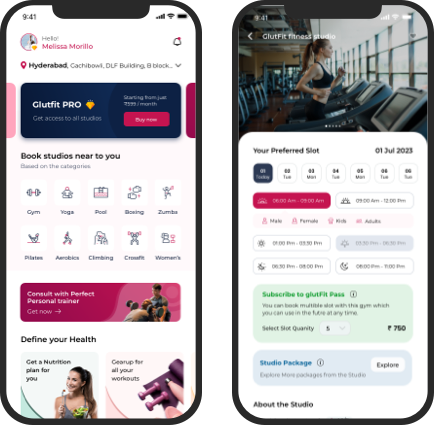 9:41
Hello!
Melissa Morilio
Hyderabad, Gachibowli, DLF Building, B block...
Glutfit PRO
Get access to all studios
Starting from just
₹599 / month
Buy now
Book studios near to you
Based on the categories
Gym Yoga Pool Boxing Zumba
Pilates Aerobics Climbing Crossfit Women's
Consult with Perfect
Personal trainer
Get now →
Define your Health
Get a Nutrition
plan for
you
Gearup for
all your
workouts
9:41
GlutFit fitness studio
Your Preferred Slot 01 Jul 2023
01 02 03 04 05 06
Today Tue Mon Tue Tue Tue
06:00 Am - 09:00 Am 09:00 Am - 12:00 Pm
Male Female Kids Adults
01:00 Pm - 03:30 Pm 03:30 PM - 06:30 PM
06:30 Pm - 08:00 Pm 08:00 Pm - 11:00 Pm
Subscribe to glutFit Pass
You can book multible slot with this gym which
you can use in the futre at any time.
Select Slot Quanity 5 ₹ 750
Studio Package
Explore More packages from the Studio
Explore
About the Studio